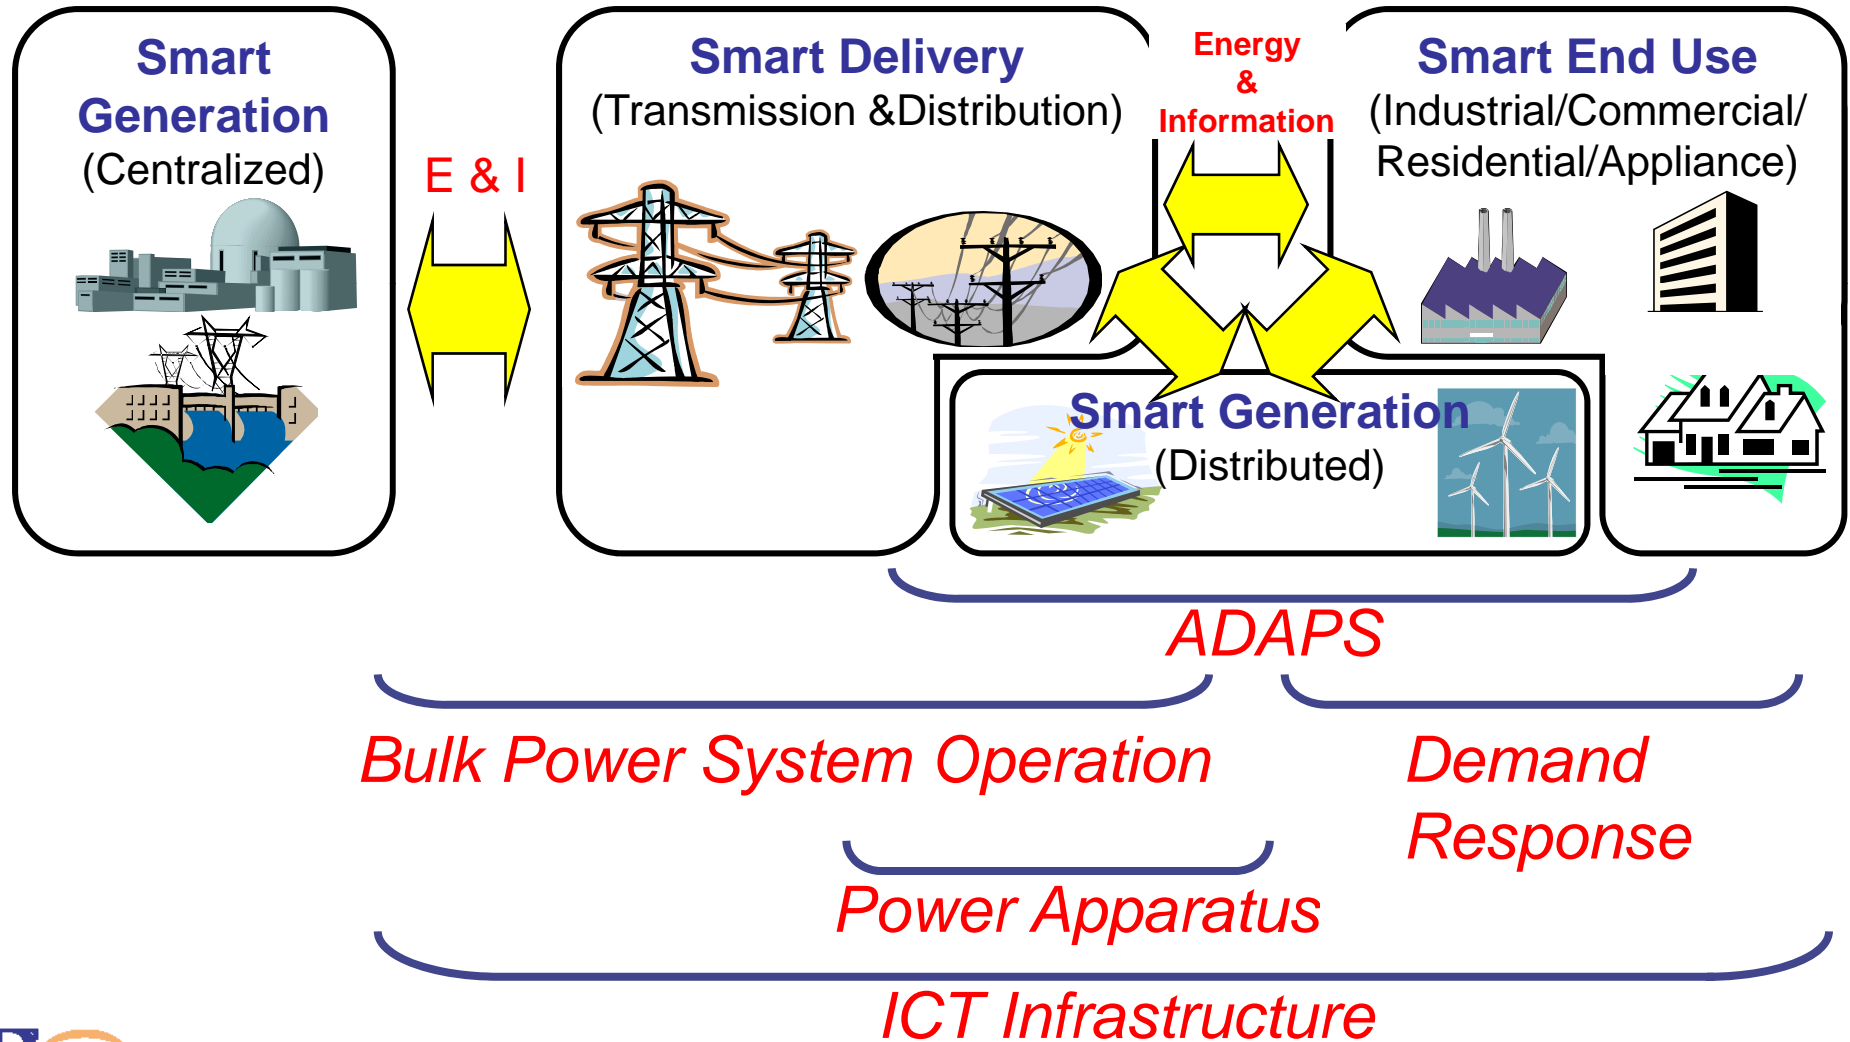 Smart
Generation
(Centralized)
E & I
Smart Delivery
(Transmission &Distribution)
Energy
&
Information
Smart End Use
(Industrial/Commercial/
Residential/Appliance)
Smart Generation
(Distributed)
ADAPS
Bulk Power System Operation
Demand
Response
Power Apparatus
ICT Infrastructure